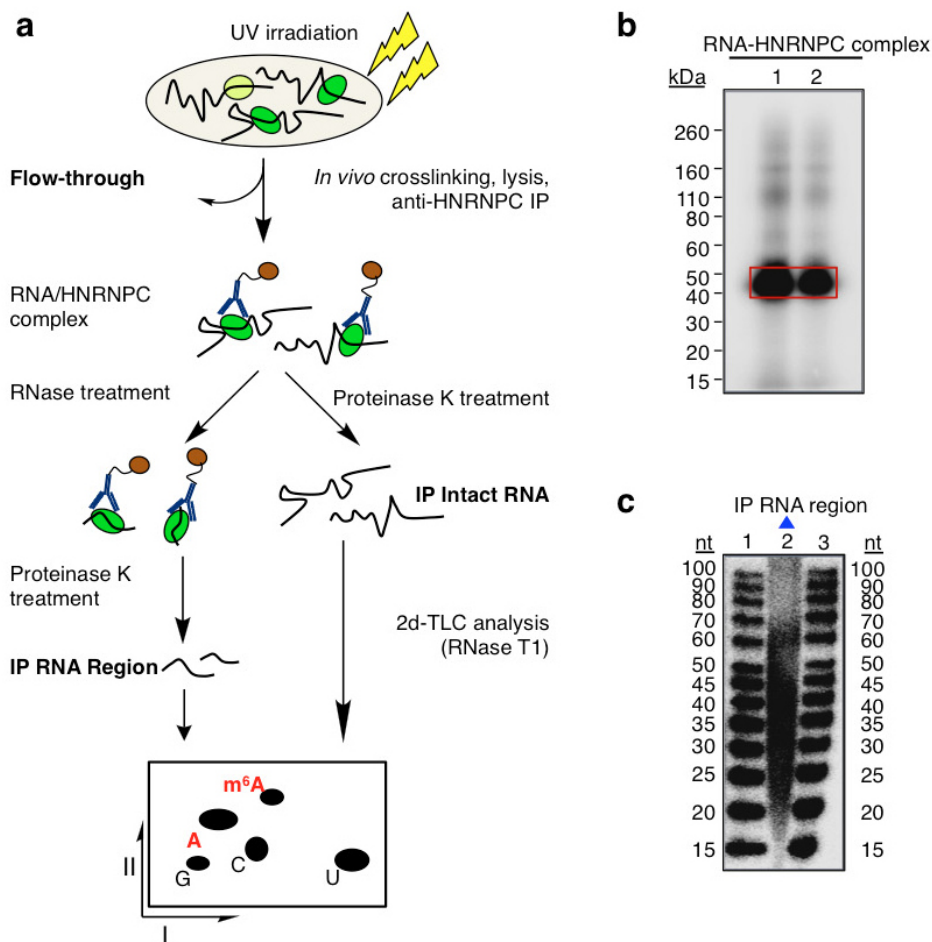 a
UV irradiation
Flow-through
In vivo crosslinking, lysis,
anti-HNRNPC IP
RNA/HNRNPC
complex
RNase treatment
Proteinase K treatment
IP Intact RNA
Proteinase K
treatment
2d-TLC analysis
(RNase T1)
IP RNA Region
m⁶A
A
G
C
U
II
I
b
RNA-HNRNPC complex
kDa
1 2
260
160
110
80
60
50
40
30
20
15
c
IP RNA region
nt 1 2 3 nt
100 100
90 90
80 80
70 70
60 60
50 50
45 45
40 40
35 35
30 30
25 25
20 20
15 15